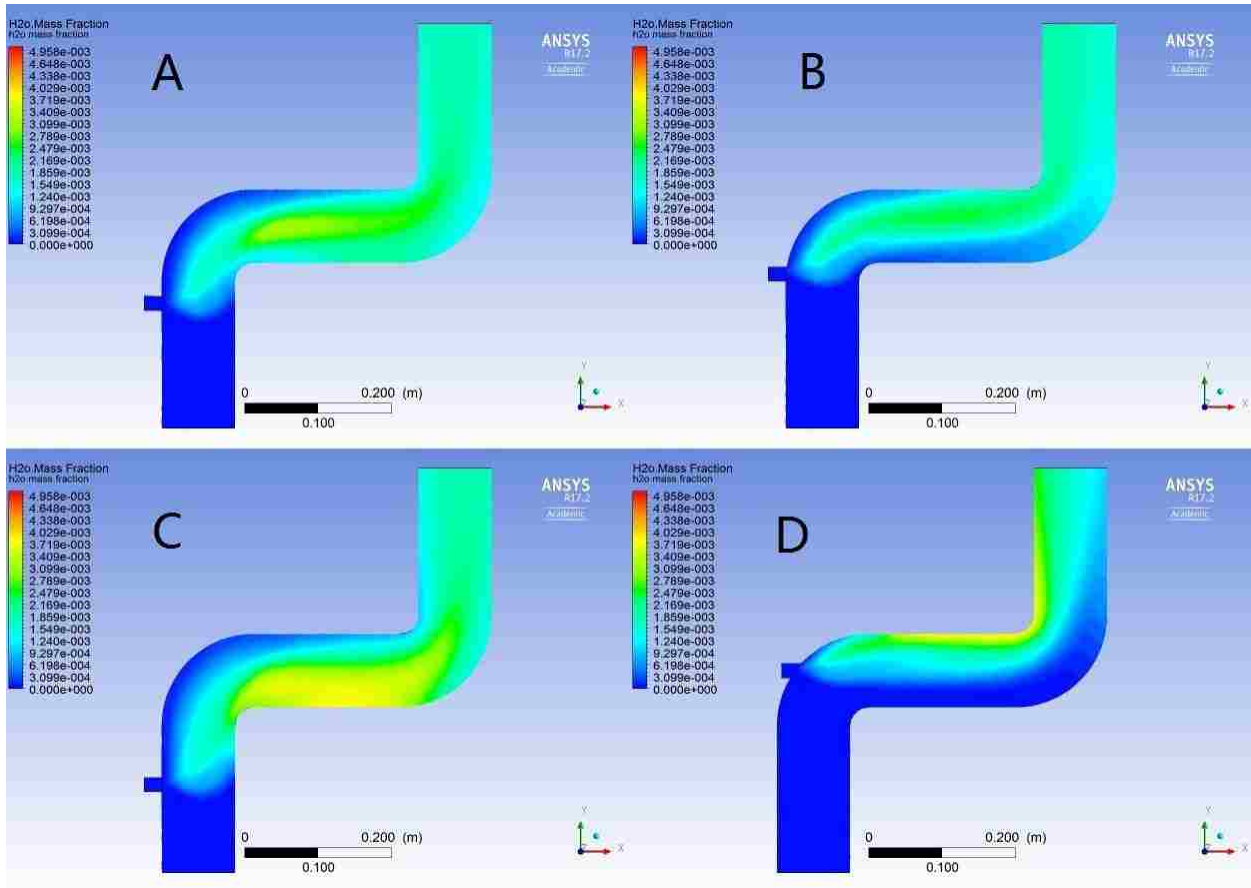 H2o.Mass Fraction
h2o mass fraction
4.958e-003
4.648e-003
4.338e-003
4.029e-003
3.719e-003
3.409e-003
3.099e-003
2.789e-003
2.479e-003
2.169e-003
1.859e-003
1.549e-003
1.240e-003
9.297e-004
6.198e-004
3.099e-004
0.000e+000
A
ANSYS
R17.2
Academic
0 0.200 (m)
0.100
Y
X
H2o.Mass Fraction
h2o mass fraction
4.958e-003
4.648e-003
4.338e-003
4.029e-003
3.719e-003
3.409e-003
3.099e-003
2.789e-003
2.479e-003
2.169e-003
1.859e-003
1.549e-003
1.240e-003
9.297e-004
6.198e-004
3.099e-004
0.000e+000
B
ANSYS
R17.2
Academic
0 0.200 (m)
0.100
Y
X
H2o.Mass Fraction
h2o mass fraction
4.958e-003
4.648e-003
4.338e-003
4.029e-003
3.719e-003
3.409e-003
3.099e-003
2.789e-003
2.479e-003
2.169e-003
1.859e-003
1.549e-003
1.240e-003
9.297e-004
6.198e-004
3.099e-004
0.000e+000
C
ANSYS
R17.2
Academic
0 0.200 (m)
0.100
Y
X
H2o.Mass Fraction
h2o mass fraction
4.958e-003
4.648e-003
4.338e-003
4.029e-003
3.719e-003
3.409e-003
3.099e-003
2.789e-003
2.479e-003
2.169e-003
1.859e-003
1.549e-003
1.240e-003
9.297e-004
6.198e-004
3.099e-004
0.000e+000
D
ANSYS
R17.2
Academic
0 0.200 (m)
0.100
Y
X